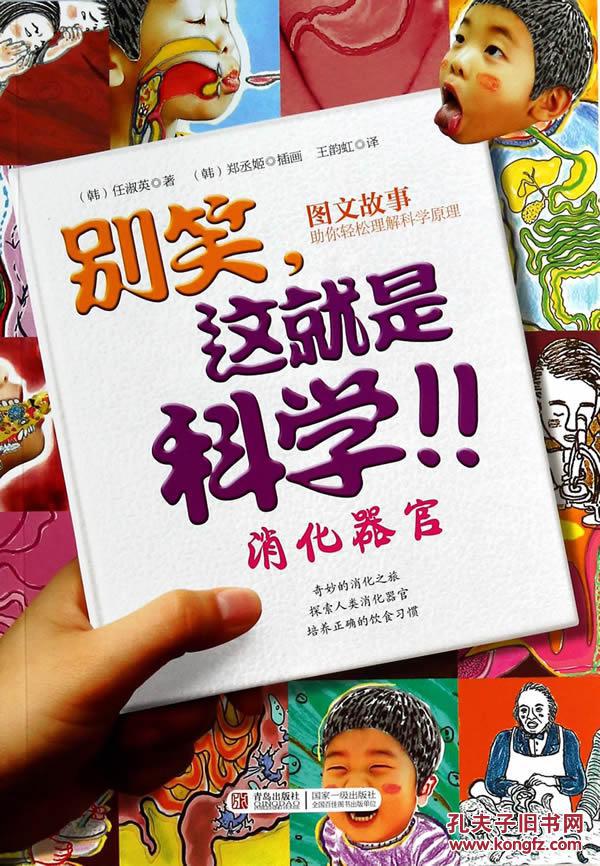 （韩）任淑英◎著 （韩）郑丞姬◎插画 王韵虹◎译
图文故事
助你轻松理解科学原理
别笑，
这就是
科学!!
消化器官
奇妙的消化之旅
探索人类消化器官
培养正确的饮食习惯
青岛出版社
QINGDAO
国家一级出版社
全国百佳图书出版单位
孔夫子旧书网
www.kongfz.com